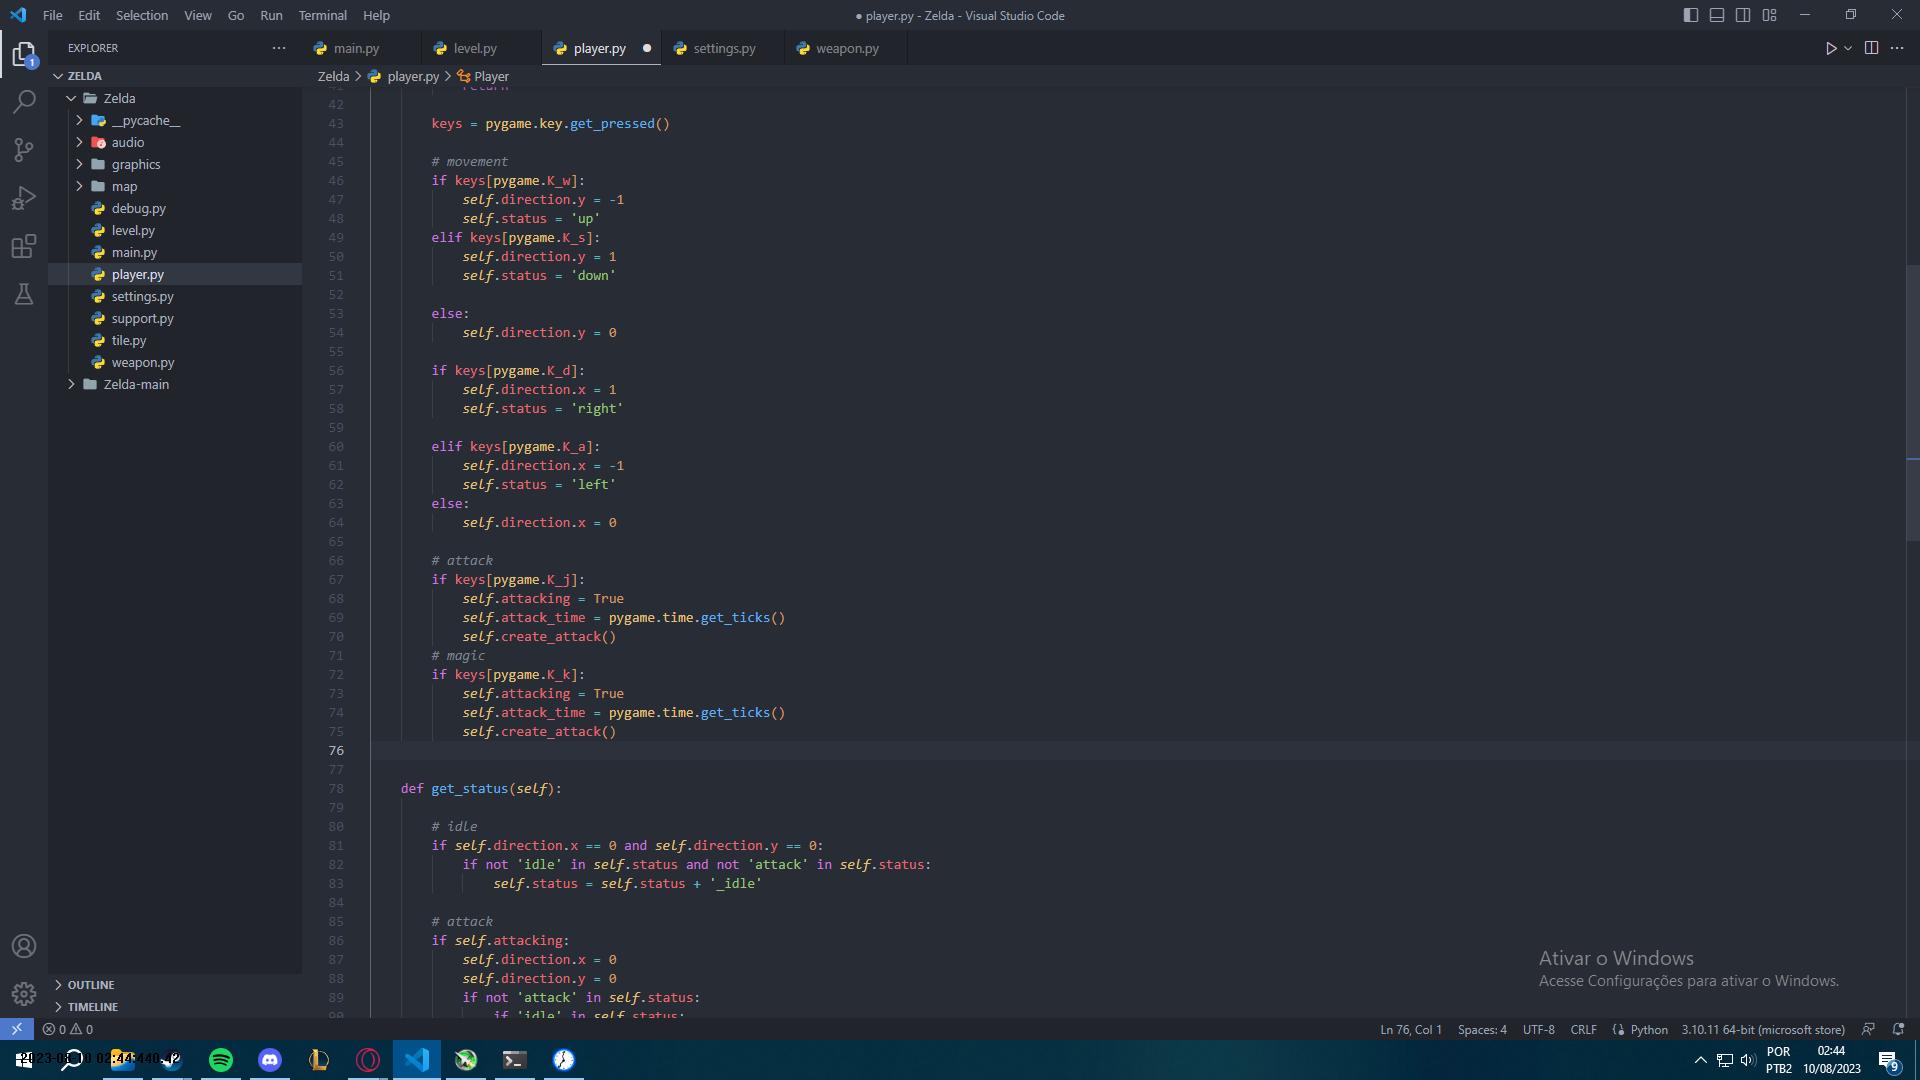 File Edit Selection View Go Run Terminal Help
● player.py - Zelda - Visual Studio Code
EXPLORER
main.py
level.py
player.py
settings.py
weapon.py
ZELDA
Zelda
__pycache__
audio
graphics
map
debug.py
level.py
main.py
player.py
settings.py
support.py
tile.py
weapon.py
Zelda-main
OUTLINE
TIMELINE
1
Zelda > player.py > Player
41 return
42
43 keys = pygame.key.get_pressed()
44
45 # movement
46 if keys[pygame.K_w]:
47 self.direction.y = -1
48 self.status = 'up'
49 elif keys[pygame.K_s]:
50 self.direction.y = 1
51 self.status = 'down'
52
53 else:
54 self.direction.y = 0
55
56 if keys[pygame.K_d]:
57 self.direction.x = 1
58 self.status = 'right'
59
60 elif keys[pygame.K_a]:
61 self.direction.x = -1
62 self.status = 'left'
63 else:
64 self.direction.x = 0
65
66 # attack
67 if keys[pygame.K_j]:
68 self.attacking = True
69 self.attack_time = pygame.time.get_ticks()
70 self.create_attack()
71 # magic
72 if keys[pygame.K_k]:
73 self.attacking = True
74 self.attack_time = pygame.time.get_ticks()
75 self.create_attack()
76
77
78 def get_status(self):
79
80 # idle
81 if self.direction.x == 0 and self.direction.y == 0:
82 if not 'idle' in self.status and not 'attack' in self.status:
83 self.status = self.status + '_idle'
84
85 # attack
86 if self.attacking:
87 self.direction.x = 0
88 self.direction.y = 0
89 if not 'attack' in self.status:
90 if 'idle' in self.status:
Ativar o Windows
Acesse Configurações para ativar o Windows.
0 0
Ln 76, Col 1 Spaces: 4 UTF-8 CRLF Python 3.10.11 64-bit (microsoft store)
POR
PTB2
02:44
10/08/2023
9